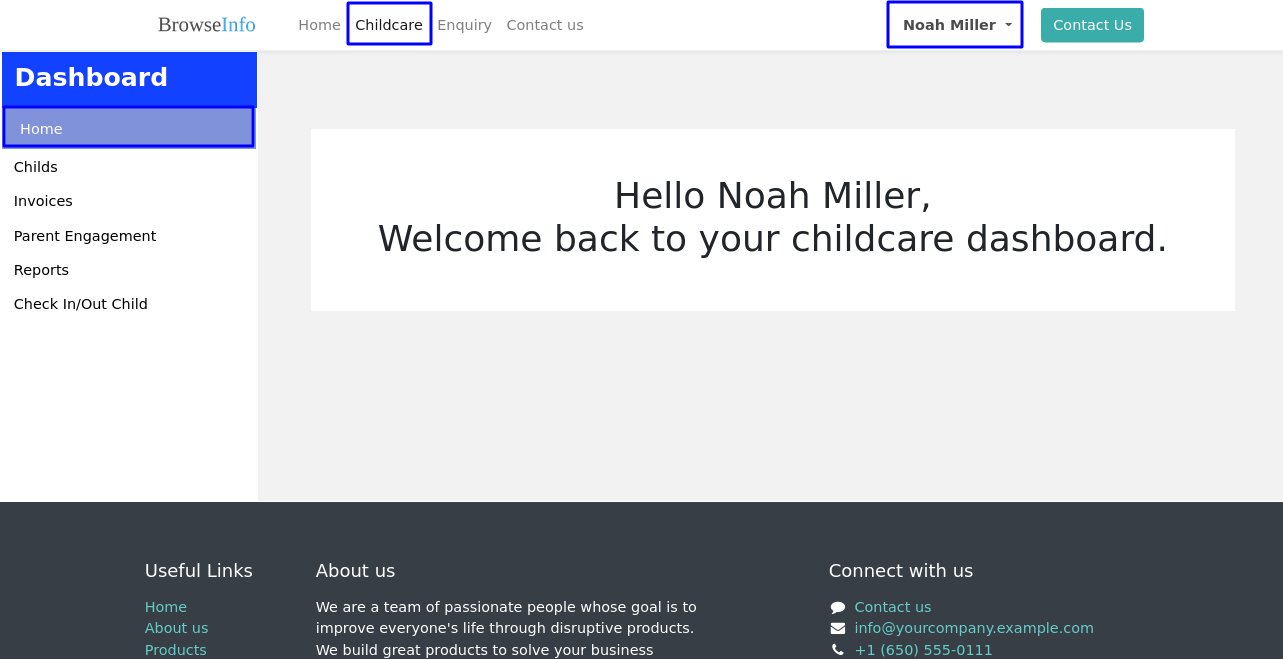 BrowseInfo
Home
Childcare
Enquiry
Contact us
Noah Miller
Contact Us
Dashboard
Home
Childs
Invoices
Parent Engagement
Reports
Check In/Out Child
Hello Noah Miller,
Welcome back to your childcare dashboard.
Useful Links
Home
About us
Products
About us
We are a team of passionate people whose goal is to
improve everyone's life through disruptive products.
We build great products to solve your business
Connect with us
Contact us
info@yourcompany.example.com
+1 (650) 555-0111